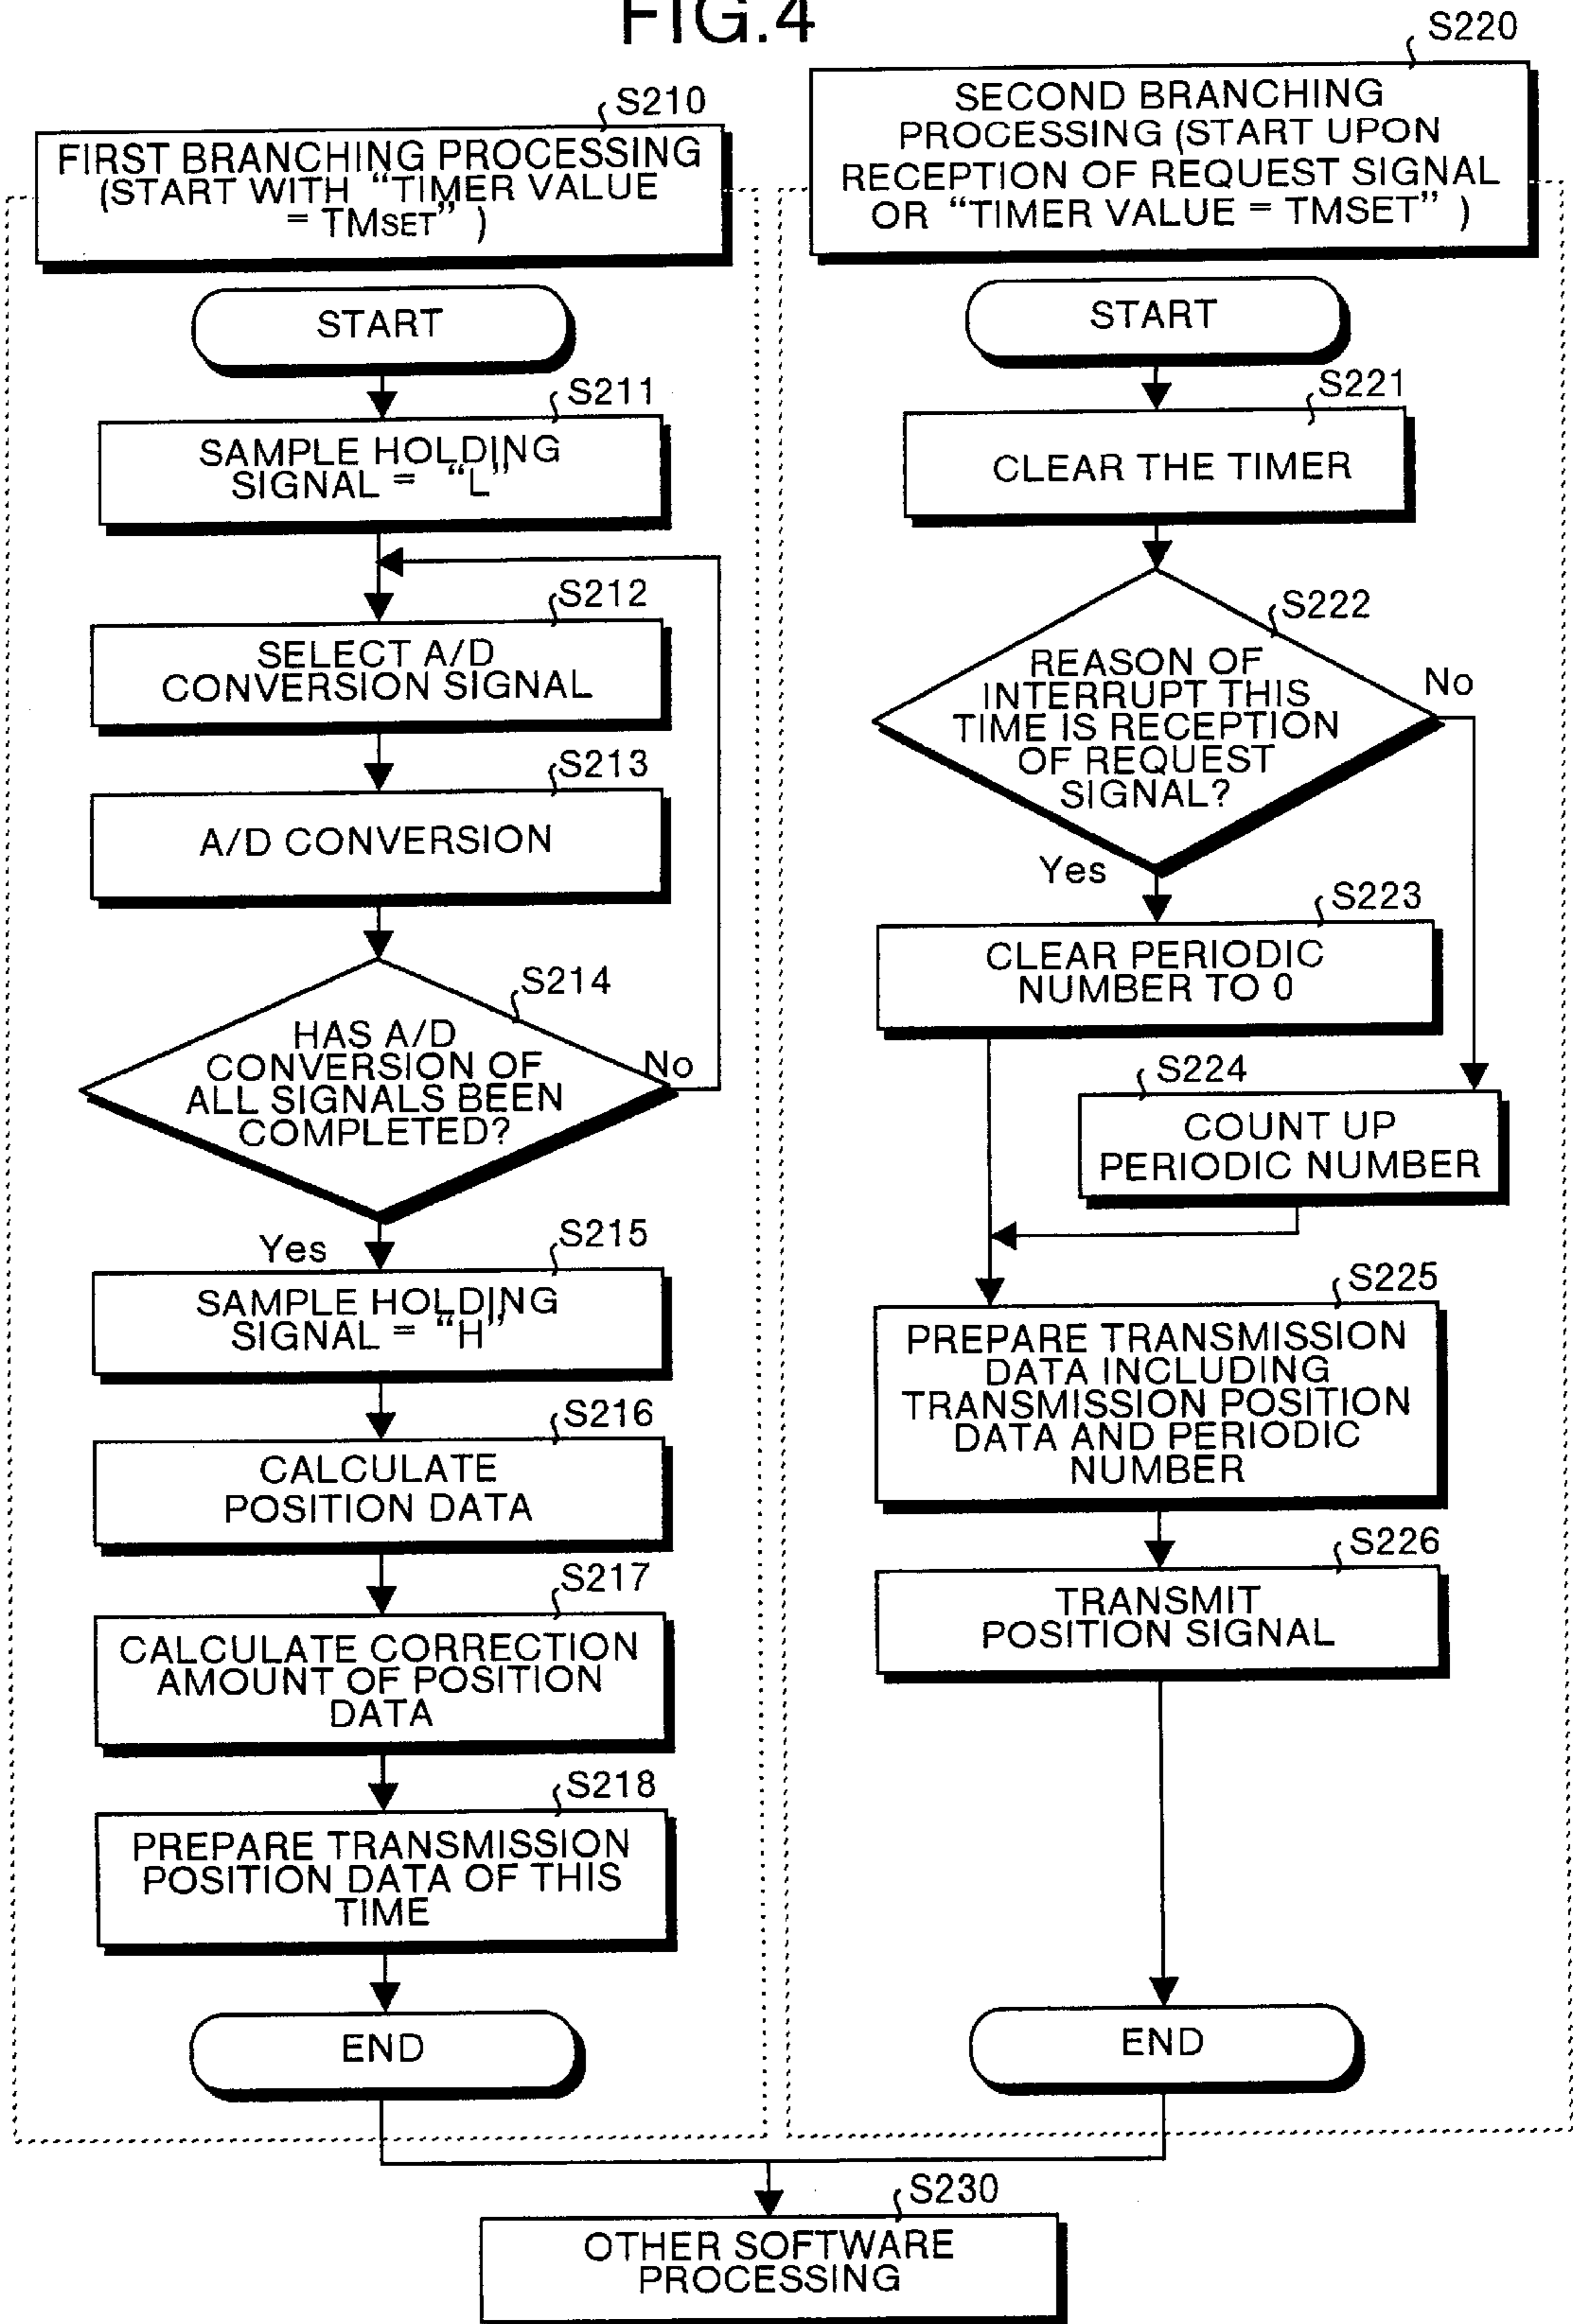 FIG.4
S210
FIRST BRANCHING PROCESSING
(START WITH “TIMER VALUE
= TMSET” )
START
S211
SAMPLE HOLDING
SIGNAL = “L”
S212
SELECT A/D
CONVERSION SIGNAL
S213
A/D CONVERSION
S214
HAS A/D
CONVERSION OF
ALL SIGNALS BEEN
COMPLETED?
No
Yes
S215
SAMPLE HOLDING
SIGNAL = “H”
S216
CALCULATE
POSITION DATA
S217
CALCULATE CORRECTION
AMOUNT OF POSITION
DATA
S218
PREPARE TRANSMISSION
POSITION DATA OF THIS
TIME
END
S220
SECOND BRANCHING
PROCESSING (START UPON
RECEPTION OF REQUEST SIGNAL
OR “TIMER VALUE = TMSET” )
START
S221
CLEAR THE TIMER
S222
REASON OF
INTERRUPT THIS
TIME IS RECEPTION
OF REQUEST
SIGNAL?
No
Yes
S223
CLEAR PERIODIC
NUMBER TO 0
S224
COUNT UP
PERIODIC NUMBER
S225
PREPARE TRANSMISSION
DATA INCLUDING
TRANSMISSION POSITION
DATA AND PERIODIC
NUMBER
S226
TRANSMIT
POSITION SIGNAL
END
S230
OTHER SOFTWARE
PROCESSING